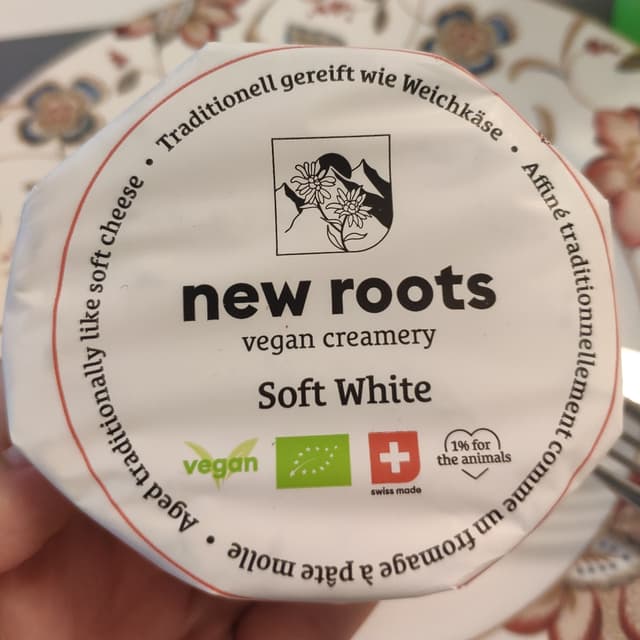 Traditionell gereift wie Weichkäse •
Affiné traditionnellement comme un fromage à pâte molle •
Aged traditionally like soft cheese •
new roots
vegan creamery
Soft White
vegan
swiss made
1% for
the animals